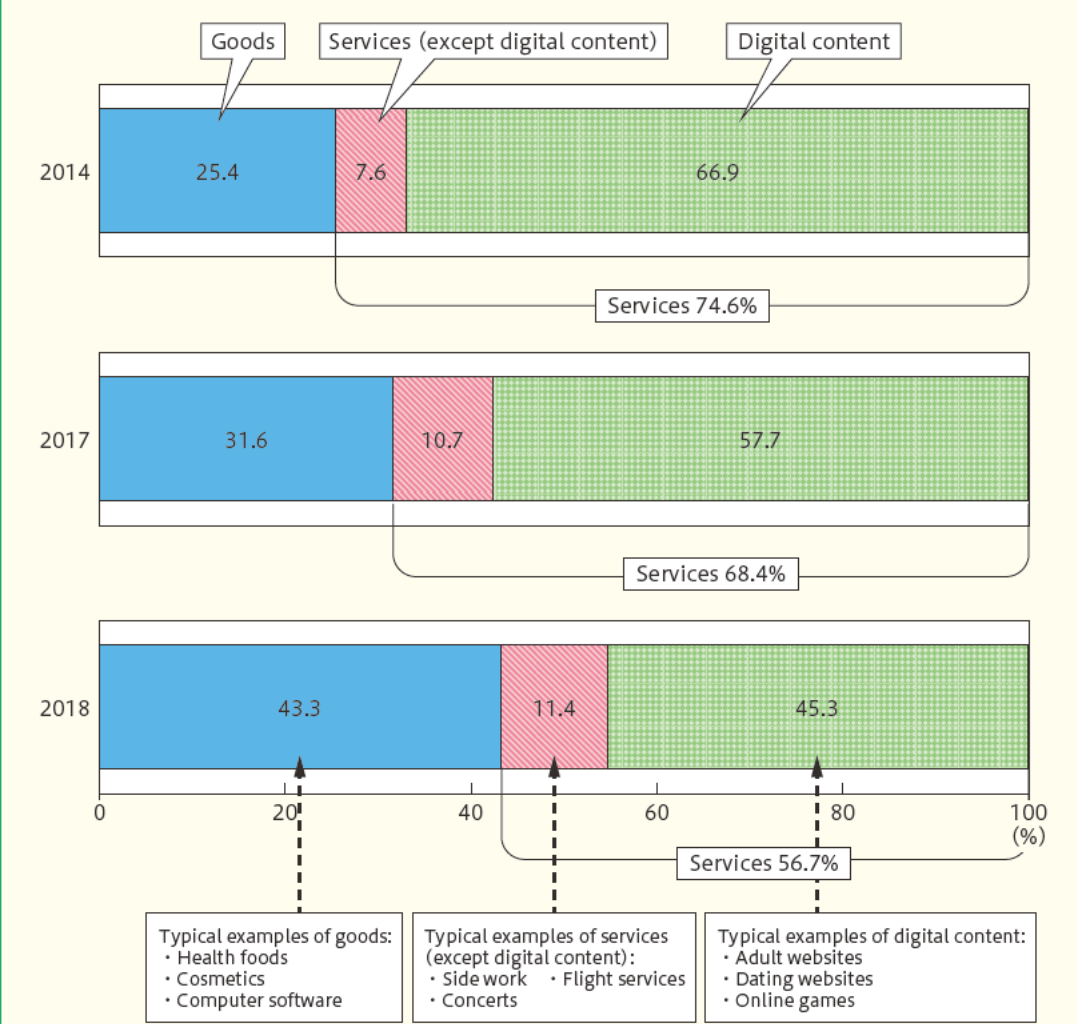 Goods
Services (except digital content)
Digital content
2014
25.4
7.6
66.9
Services 74.6%
2017
31.6
10.7
57.7
Services 68.4%
2018
43.3
11.4
45.3
0
20
40
60
80
100
(%)
Services 56.7%
Typical examples of goods:
・Health foods
・Cosmetics
・Computer software
Typical examples of services
(except digital content):
・Side work ・Flight services
・Concerts
Typical examples of digital content:
・Adult websites
・Dating websites
・Online games